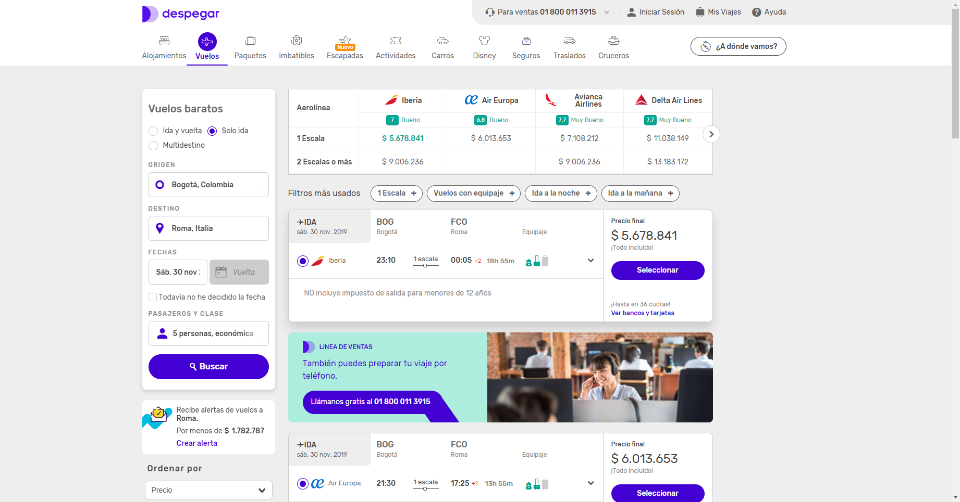 despegar
Para ventas 01 800 011 3915
Iniciar Sesión
Mis Viajes
Ayuda
Alojamientos
Vuelos
Paquetes
Imbatibles
Nuevo
Escapadas
Actividades
Carros
Disney
Seguros
Traslados
Cruceros
¿A dónde vamos?
Vuelos baratos
Ida y vuelta
Solo ida
Multidestino
ORIGEN
Bogotá, Colombia
DESTINO
Roma, Italia
FECHAS
Sáb. 30 nov
Vuelta
Todavía no he decidido la fecha
PASAJEROS Y CLASE
5 personas, económica
Buscar
Recibe alertas de vuelos a
Roma.
Por menos de $ 1.782.787
Crear alerta
Ordenar por
Precio
Aerolínea
Iberia
Air Europa
Avianca
Airlines
Delta Air Lines
7 Bueno
6.8 Bueno
7.7 Muy Bueno
7.7 Muy Bueno
1 Escala
$ 5.678.841
$ 6.013.653
$ 7.108.212
$ 11.038.149
2 Escalas o más
$ 9.006.236
$ 9.006.236
$ 13.183.172
Filtros más usados
1 Escala +
Vuelos con equipaje +
Ida a la noche +
Ida a la mañana +
IDA
sáb. 30 nov. 2019
BOG
Bogotá
FCO
Roma
Equipaje
Iberia
23:10
1 escala
00:05 +2
18h 55m
NO incluye impuesto de salida para menores de 12 años
Precio final
$ 5.678.841
¡Todo incluido!
Seleccionar
¡Hasta en 36 cuotas!
Ver bancos y tarjetas
LINEA DE VENTAS
También puedes preparar tu viaje por
teléfono.
Llámanos gratis al 01 800 011 3915
IDA
sáb. 30 nov. 2019
BOG
Bogotá
FCO
Roma
Equipaje
Air Europa
21:30
1 escala
17:25 +1
13h 55m
Precio final
$ 6.013.653
¡Todo incluido!
Seleccionar